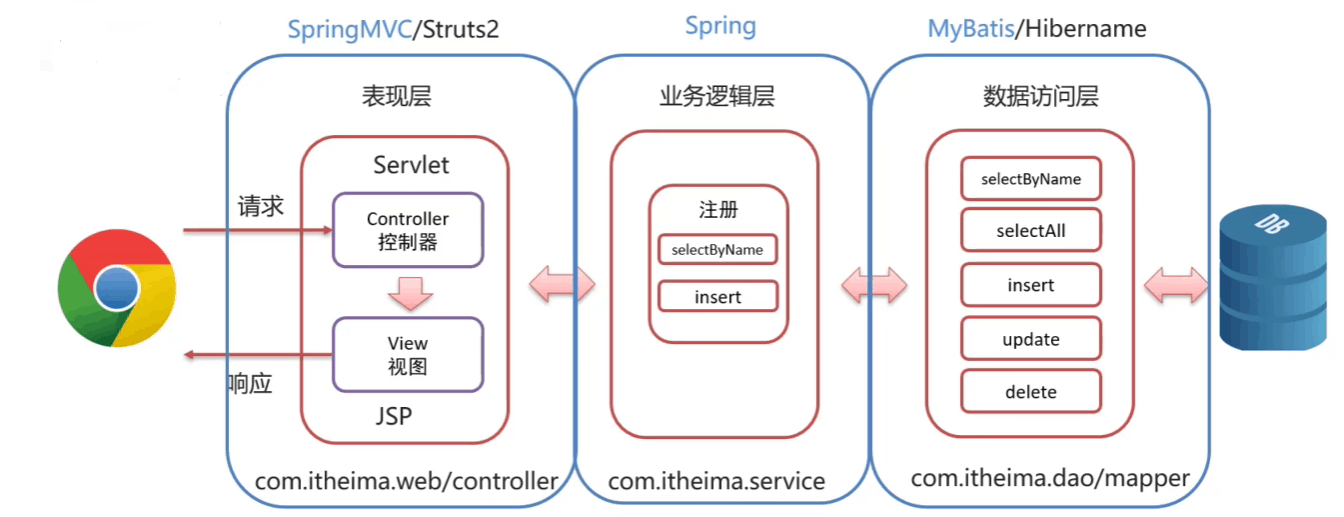 SpringMVC/Struts2
Spring
MyBatis/Hibername
表现层
业务逻辑层
数据访问层
Servlet
请求
Controller
控制器
View
视图
响应
JSP
注册
selectByName
insert
selectByName
selectAll
insert
update
delete
DB
com.itheima.web/controller
com.itheima.service
com.itheima.dao/mapper